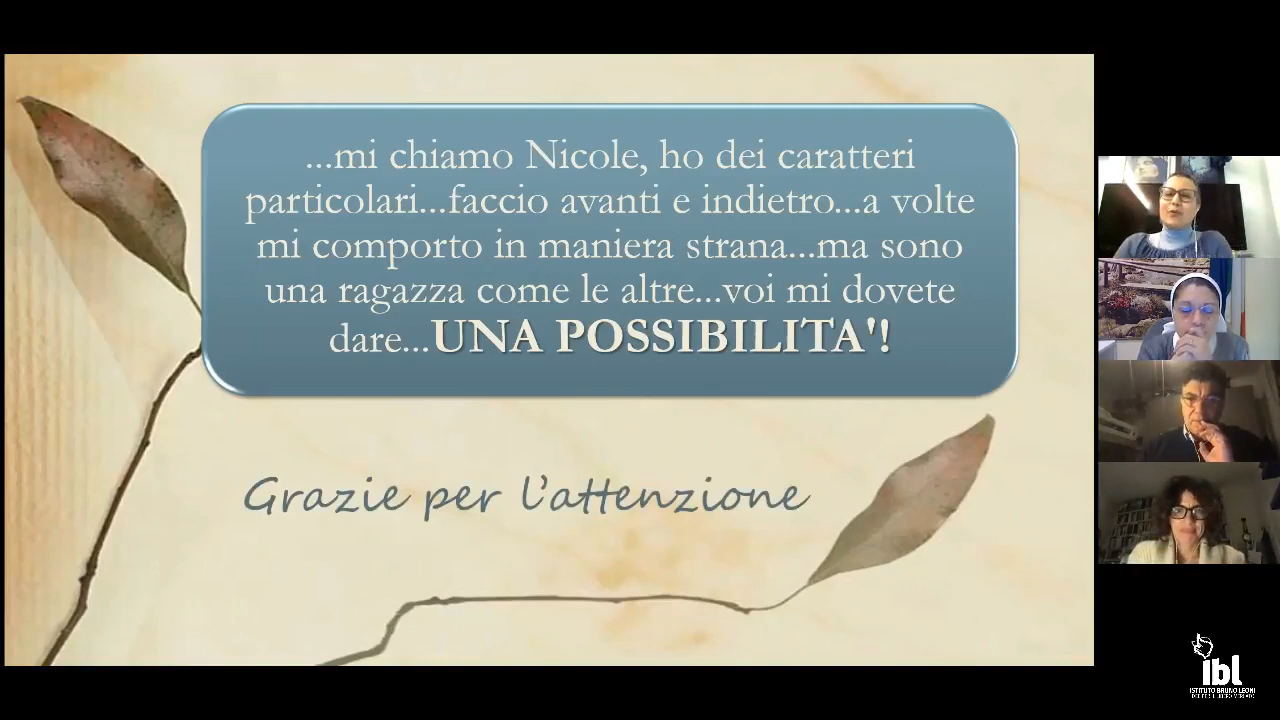 ...mi chiamo Nicole, ho dei caratteri
particolari...faccio avanti e indietro...a volte
mi comporto in maniera strana...ma sono
una ragazza come le altre...voi mi dovete
dare...UNA POSSIBILITA'!
Grazie per l'attenzione
ibl
ISTITUTO BRUNO LEONI